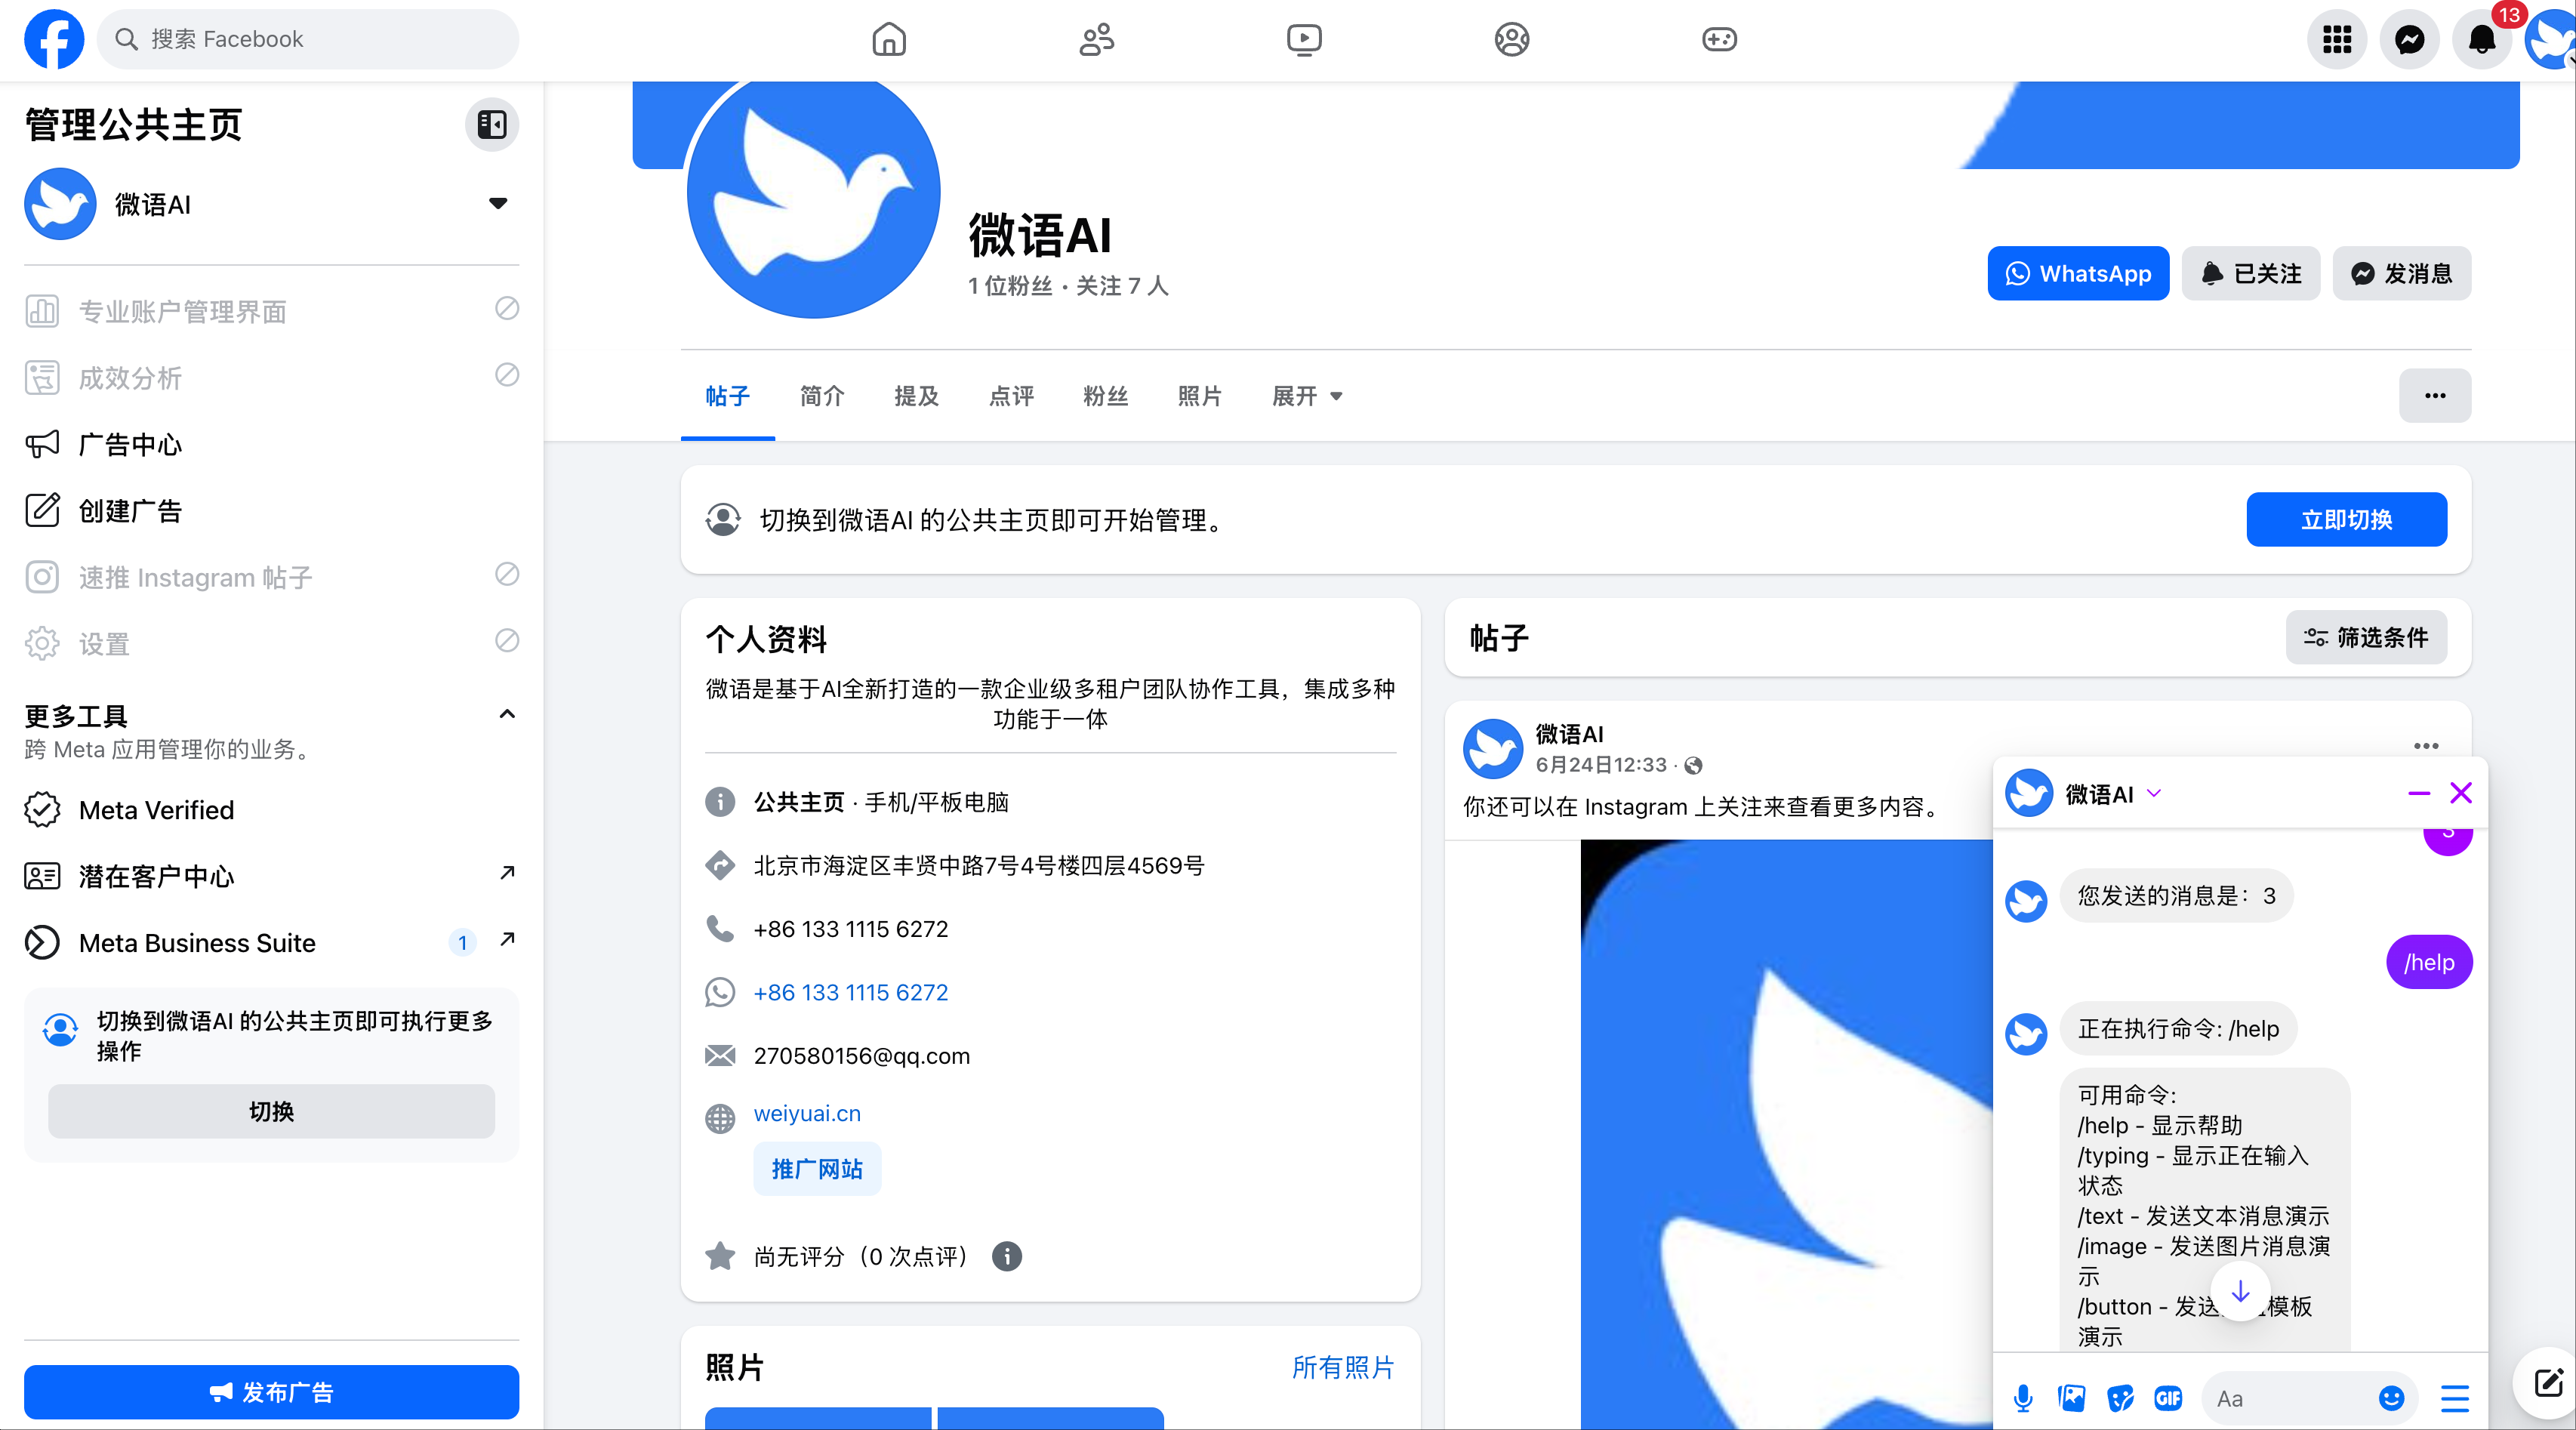 搜索 Facebook
13
管理公共主页
微语AI
专业账户管理界面
成效分析
广告中心
创建广告
速推 Instagram 帖子
设置
更多工具
跨 Meta 应用管理你的业务。
Meta Verified
潜在客户中心
Meta Business Suite
1
切换到微语AI 的公共主页即可执行更多
操作
切换
发布广告
微语AI
1 位粉丝 · 关注 7 人
WhatsApp
已关注
发消息
帖子
简介
提及
点评
粉丝
照片
展开
切换到微语AI 的公共主页即可开始管理。
立即切换
个人资料
微语是基于AI全新打造的一款企业级多租户团队协作工具，集成多种
功能于一体
公共主页 · 手机/平板电脑
北京市海淀区丰贤中路7号4号楼四层4569号
+86 133 1115 6272
+86 133 1115 6272
270580156@qq.com
weiyuai.cn
推广网站
尚无评分（0 次点评）
照片
所有照片
帖子
筛选条件
微语AI
6月24日12:33 ·
你还可以在 Instagram 上关注来查看更多内容。
微语AI
3
您发送的消息是：3
/help
正在执行命令: /help
可用命令:
/help - 显示帮助
/typing - 显示正在输入
状态
/text - 发送文本消息演示
/image - 发送图片消息演
示
/button - 发送 模板
演示
GIF
Aa